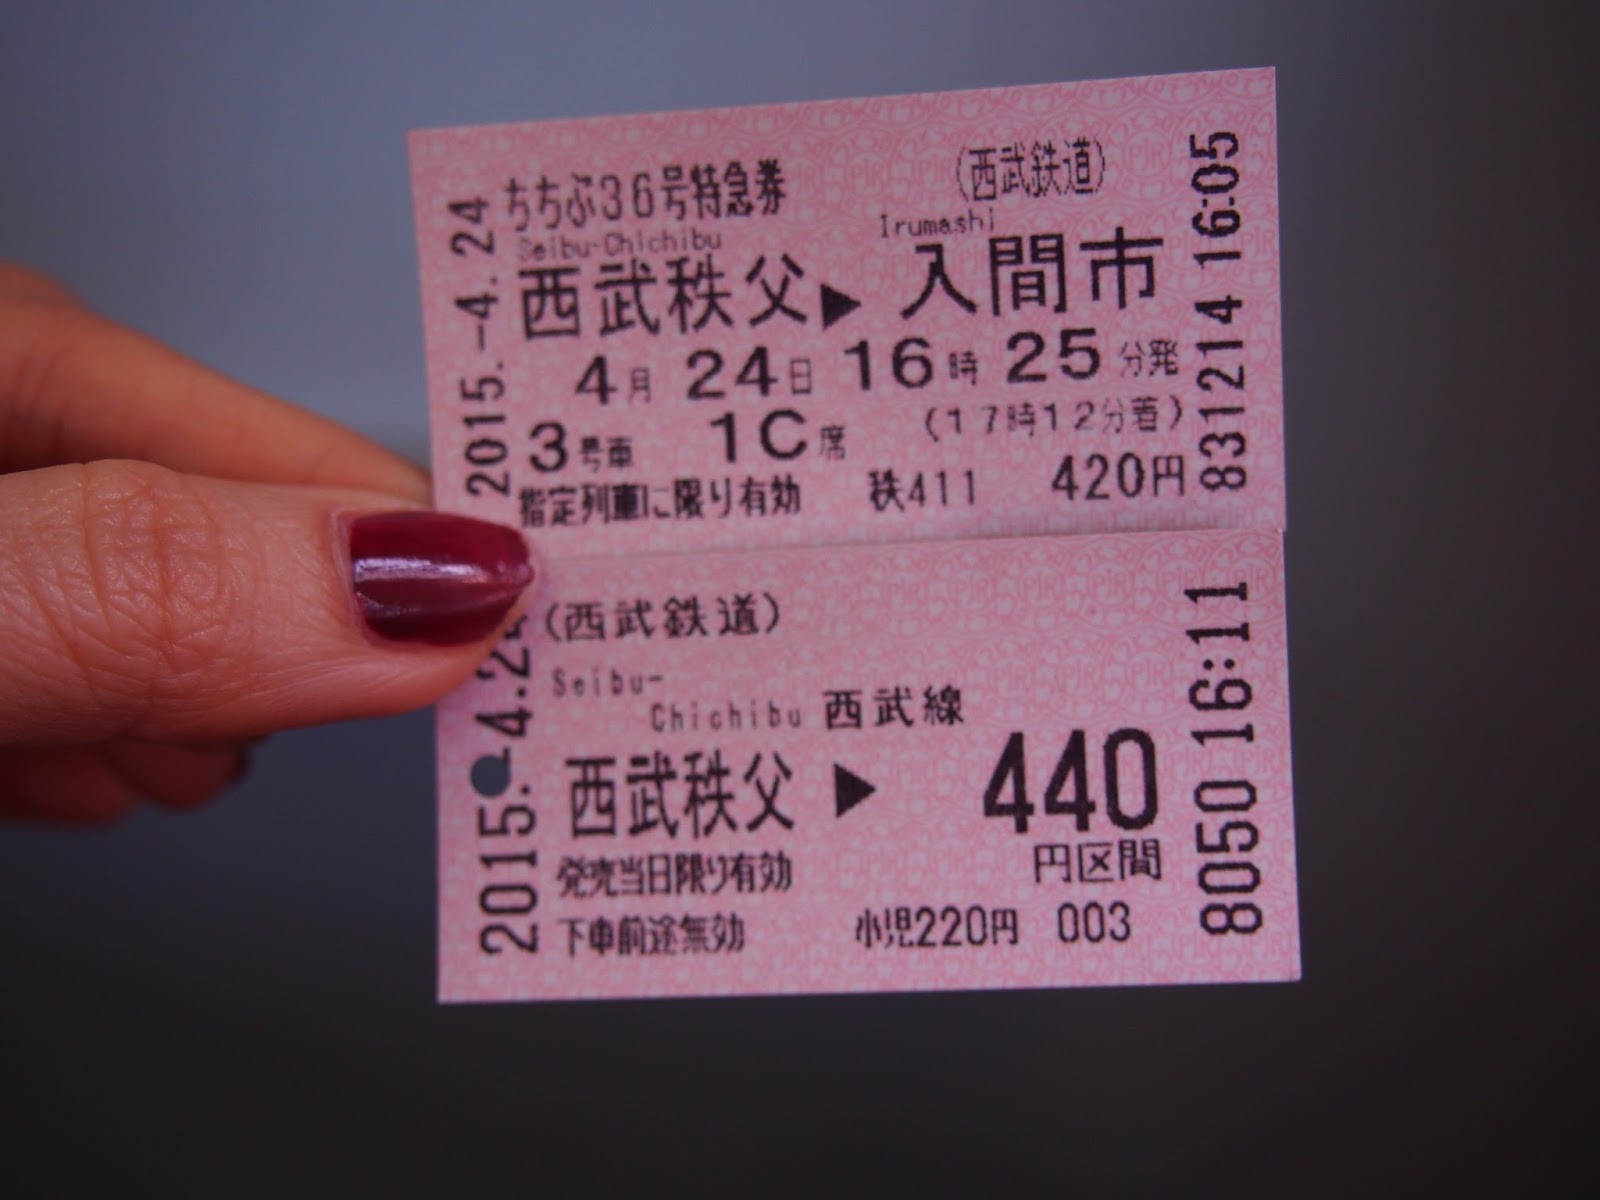 ちちぶ36号特急券 (西武鉄道)
Seibu-Chichibu Irumashi
西武秩父▶入間市
4月24日16時25分発
3号車 1C席 (17時12分着)
指定列車に限り有効 秩411 420円
2015.-4.24
831214 16:05
(西武鉄道)
Seibu-
Chichibu 西武線
西武秩父▶440
円区間
発売当日限り有効
下車前途無効 小児220円 003
2015.-4.24
8050 16:11